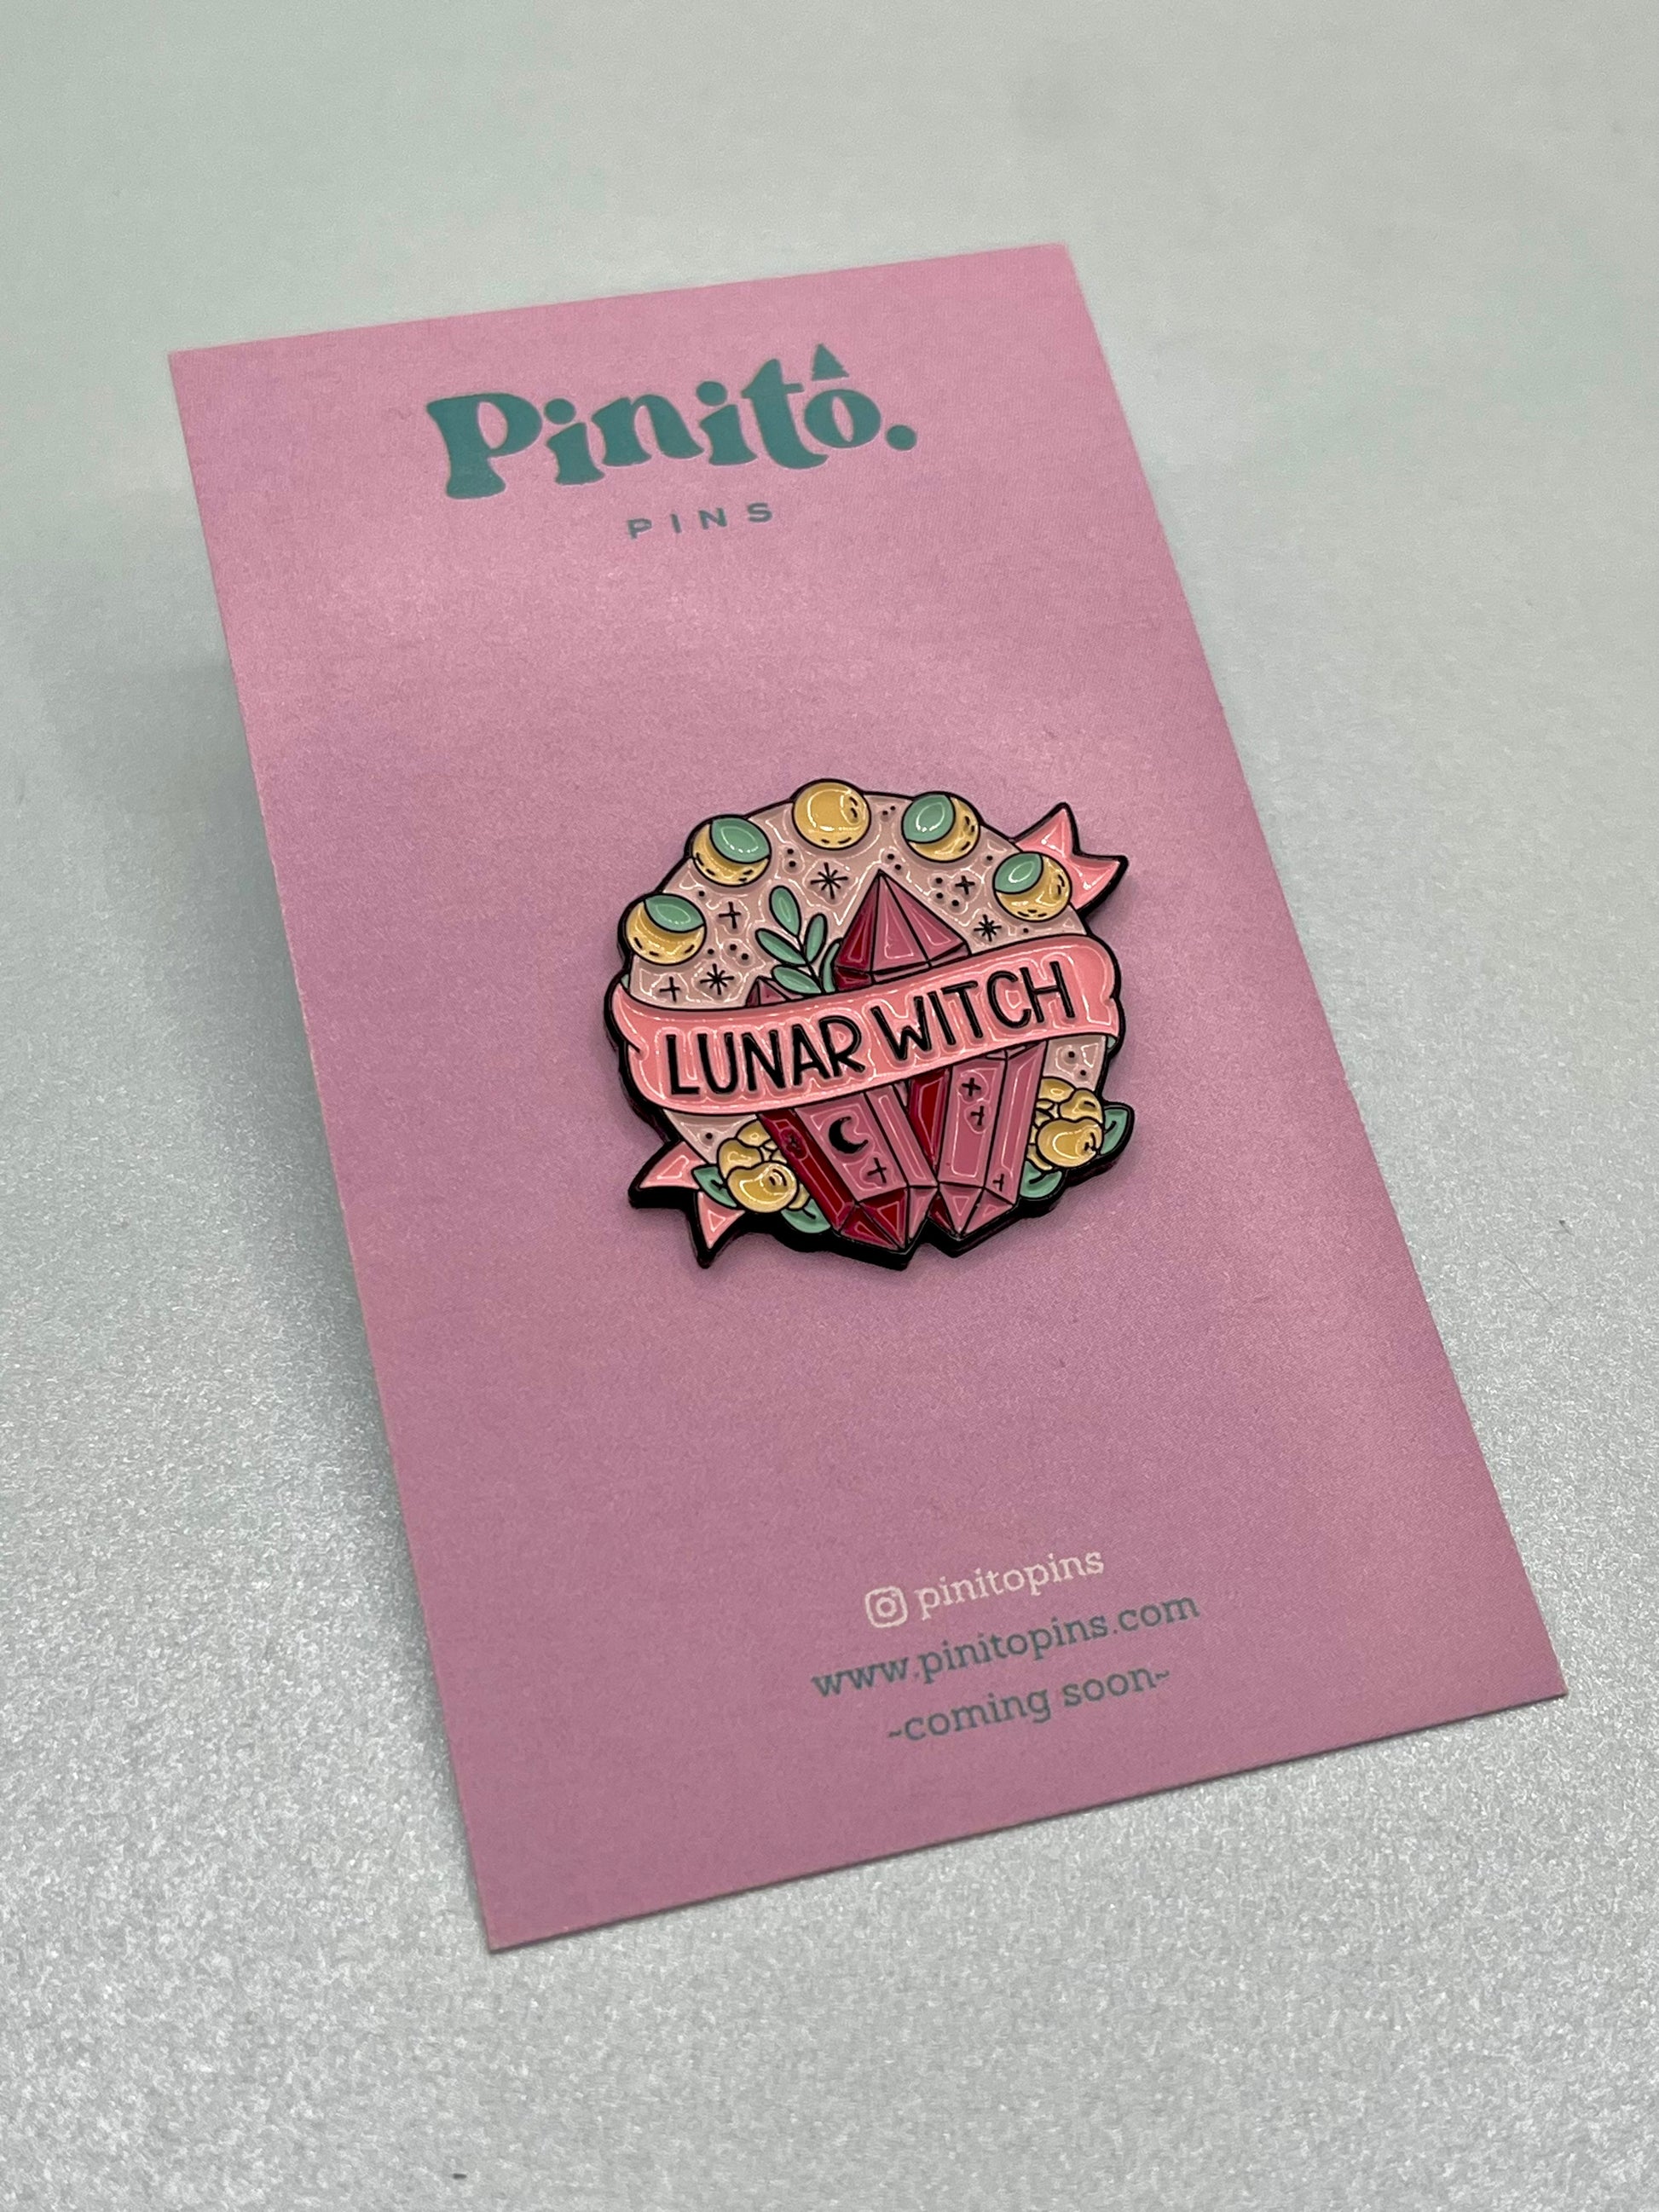 Pinito.
PINS
LUNAR WITCH
pinitopins
www.pinitopins.com
~coming soon~